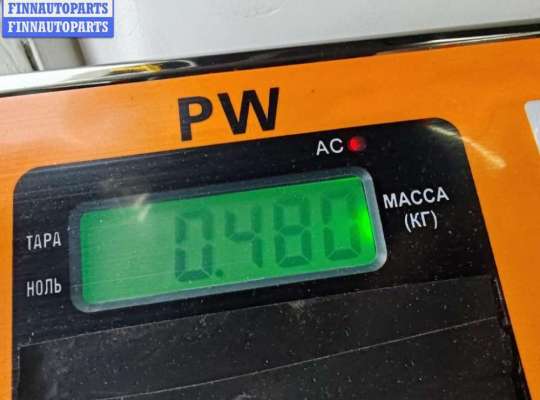 FINNAUTOPARTS
FINNAUTOPARTS
PW
AC
ТАРА
НОЛЬ
0.480
МАССА
(КГ)